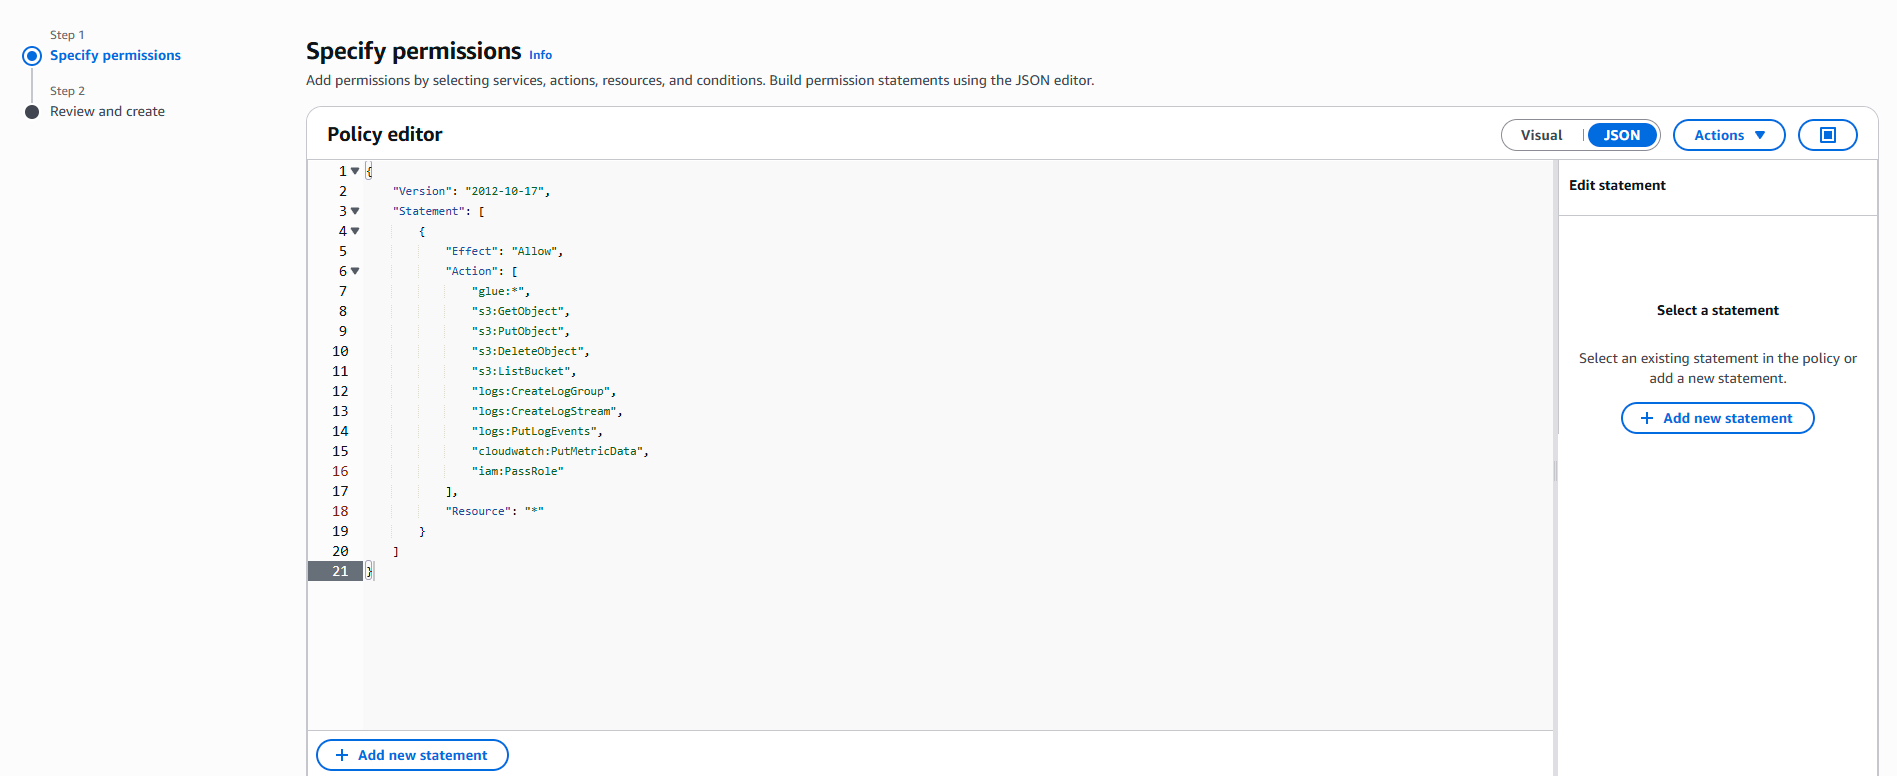 Step 1
Specify permissions
Step 2
Review and create
Specify permissions Info
Add permissions by selecting services, actions, resources, and conditions. Build permission statements using the JSON editor.
Policy editor
Visual JSON Actions
1 {
2 "Version": "2012-10-17",
3 "Statement": [
4 {
5 "Effect": "Allow",
6 "Action": [
7 "glue:*",
8 "s3:GetObject",
9 "s3:PutObject",
10 "s3:DeleteObject",
11 "s3:ListBucket",
12 "logs:CreateLogGroup",
13 "logs:CreateLogStream",
14 "logs:PutLogEvents",
15 "cloudwatch:PutMetricData",
16 "iam:PassRole"
17 ],
18 "Resource": "*"
19 }
20 ]
21 }
+ Add new statement
Edit statement
Select a statement
Select an existing statement in the policy or
add a new statement.
+ Add new statement